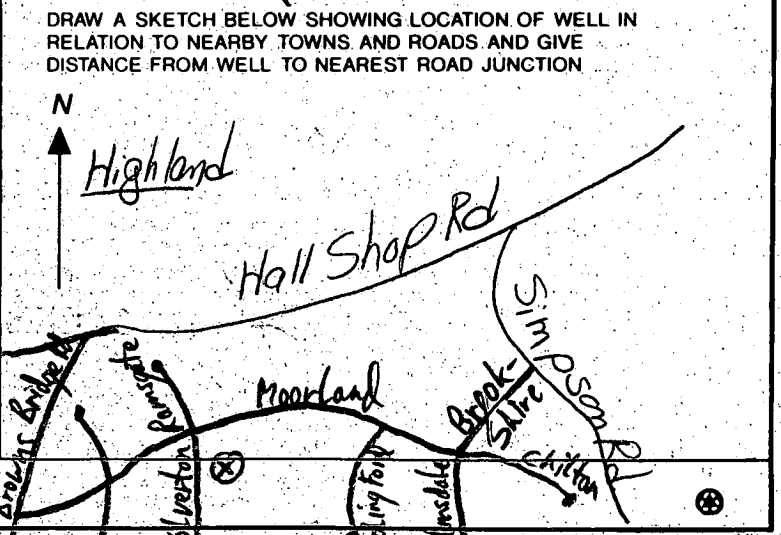 DRAW A SKETCH BELOW SHOWING LOCATION OF WELL IN
RELATION TO NEARBY TOWNS AND ROADS AND GIVE
DISTANCE FROM WELL TO NEAREST ROAD JUNCTION
N
Highland
Hall Shop Rd
Simpson Rd
Browns Bridge Rd
Ramsgate
Moorland
Brook-
Shire
Chilton